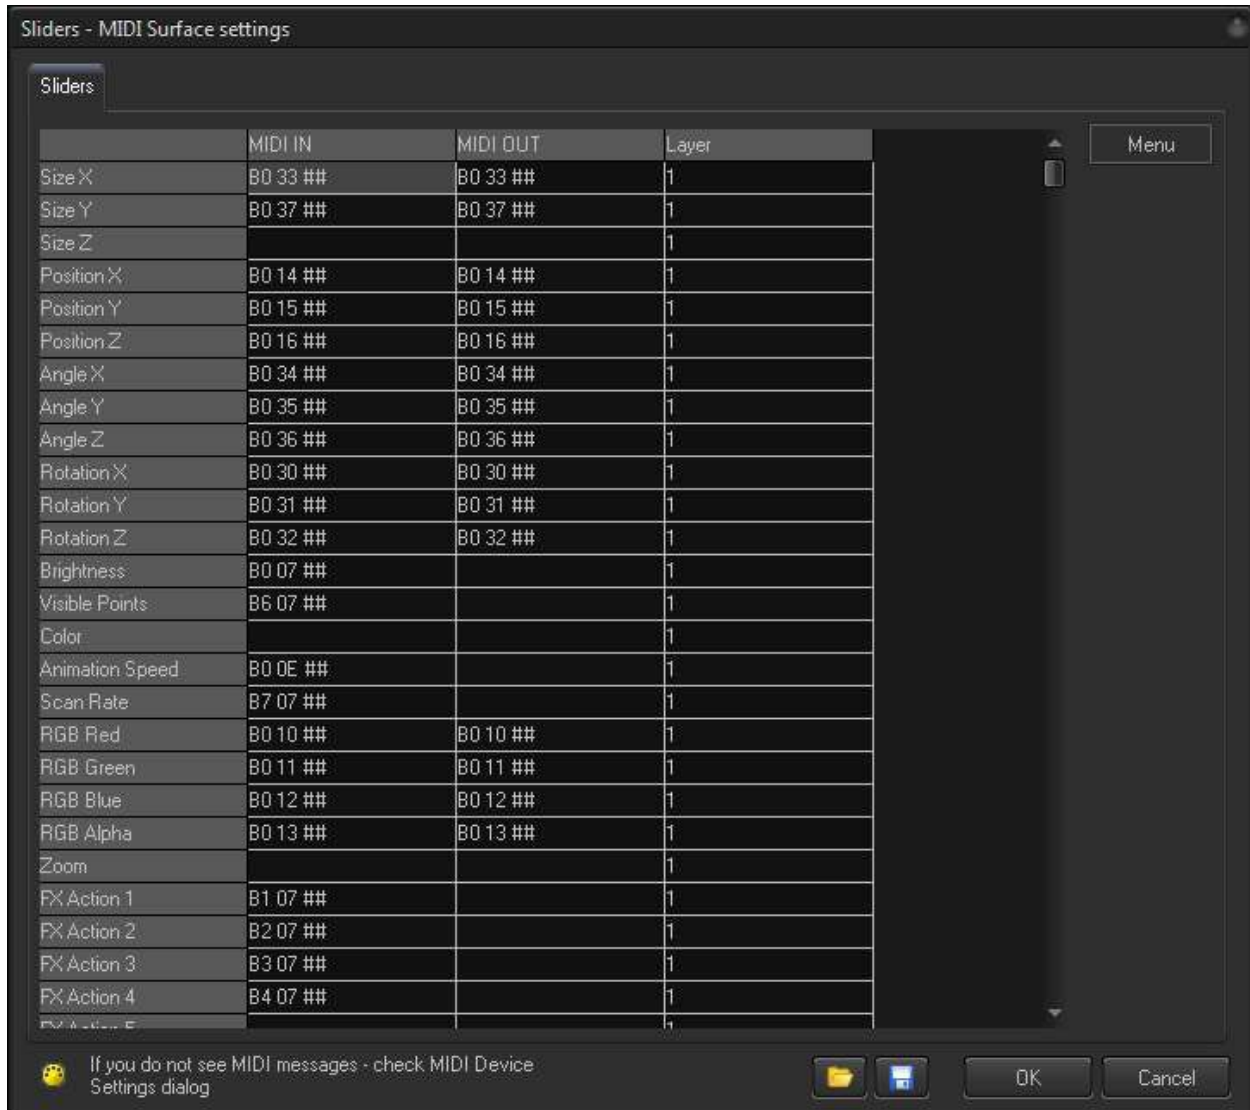 Sliders - MIDI Surface settings
Sliders
MIDI IN MIDI OUT Layer
Menu
Size X B0 33 ## B0 33 ## 1
Size Y B0 37 ## B0 37 ## 1
Size Z 1
Position X B0 14 ## B0 14 ## 1
Position Y B0 15 ## B0 15 ## 1
Position Z B0 16 ## B0 16 ## 1
Angle X B0 34 ## B0 34 ## 1
Angle Y B0 35 ## B0 35 ## 1
Angle Z B0 36 ## B0 36 ## 1
Rotation X B0 30 ## B0 30 ## 1
Rotation Y B0 31 ## B0 31 ## 1
Rotation Z B0 32 ## B0 32 ## 1
Brightness B0 07 ## 1
Visible Points B6 07 ## 1
Color 1
Animation Speed B0 0E ## 1
Scan Rate B7 07 ## 1
RGB Red B0 10 ## B0 10 ## 1
RGB Green B0 11 ## B0 11 ## 1
RGB Blue B0 12 ## B0 12 ## 1
RGB Alpha B0 13 ## B0 13 ## 1
Zoom 1
FX Action 1 B1 07 ## 1
FX Action 2 B2 07 ## 1
FX Action 3 B3 07 ## 1
FX Action 4 B4 07 ## 1
If you do not see MIDI messages - check MIDI Device
Settings dialog
OK
Cancel